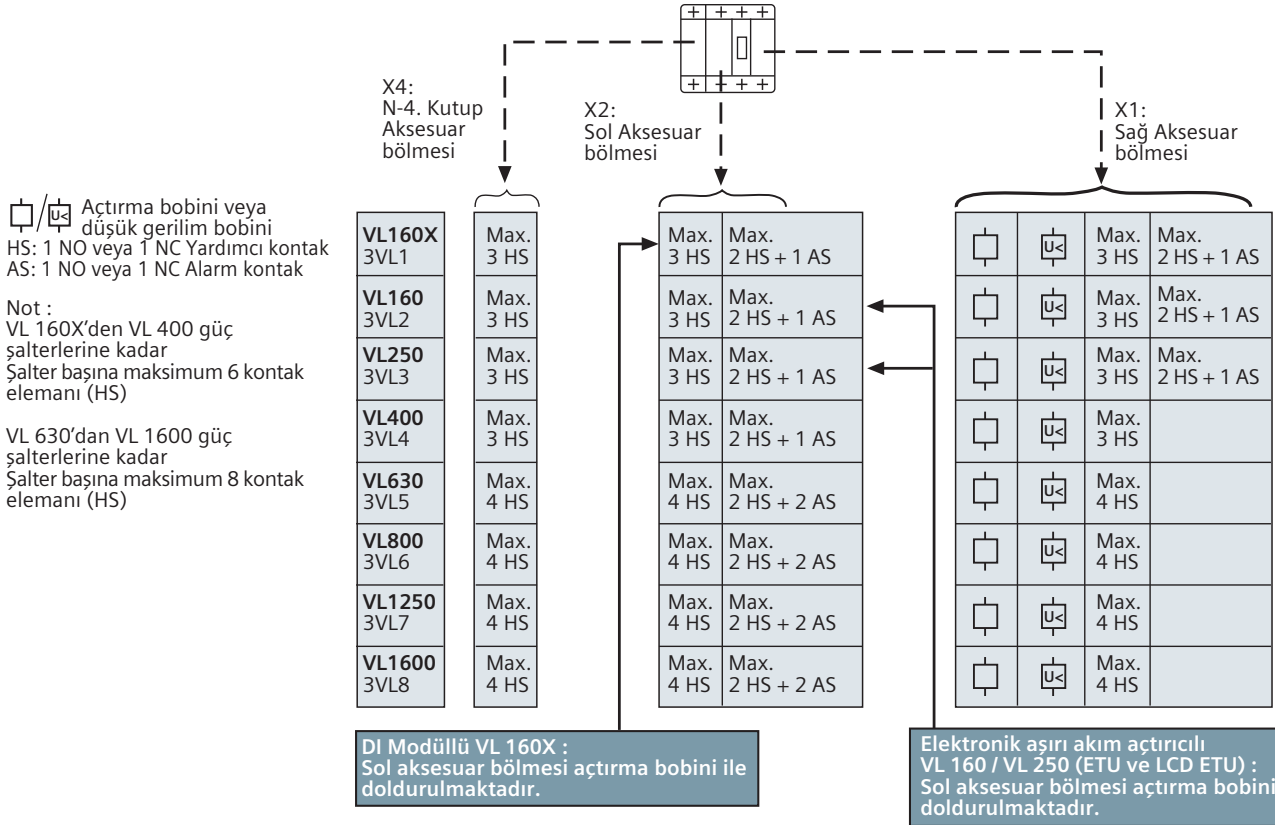 X4:
N-4. Kutup
Aksesuar
bölmesi
X2:
Sol Aksesuar
bölmesi
X1:
Sağ Aksesuar
bölmesi
Açtırma bobini veya
düşük gerilim bobini
HS: 1 NO veya 1 NC Yardımcı kontak
AS: 1 NO veya 1 NC Alarm kontak
Not :
VL 160X’den VL 400 güç
şalterlerine kadar
Şalter başına maksimum 6 kontak
elemanı (HS)
VL 630’dan VL 1600 güç
şalterlerine kadar
Şalter başına maksimum 8 kontak
elemanı (HS)
VL160X Max. Max. Max. U< Max. Max.
3VL1 3 HS 3 HS 2 HS + 1 AS 3 HS 2 HS + 1 AS
VL160 Max. Max. Max. U< Max. Max.
3VL2 3 HS 3 HS 2 HS + 1 AS 3 HS 2 HS + 1 AS
VL250 Max. Max. Max. U< Max. Max.
3VL3 3 HS 3 HS 2 HS + 1 AS 3 HS 2 HS + 1 AS
VL400 Max. Max. Max. U< Max.
3VL4 3 HS 3 HS 2 HS + 1 AS 3 HS
VL630 Max. Max. Max. U< Max.
3VL5 4 HS 4 HS 2 HS + 2 AS 4 HS
VL800 Max. Max. Max. U< Max.
3VL6 4 HS 4 HS 2 HS + 2 AS 4 HS
VL1250 Max. Max. Max. U< Max.
3VL7 4 HS 4 HS 2 HS + 2 AS 4 HS
VL1600 Max. Max. Max. U< Max.
3VL8 4 HS 4 HS 2 HS + 2 AS 4 HS
DI Modüllü VL 160X :
Sol aksesuar bölmesi açtırma bobini ile
doldurulmaktadır.
Elektronik aşırı akım açtırıcılı
VL 160 / VL 250 (ETU ve LCD ETU) :
Sol aksesuar bölmesi açtırma bobini
doldurulmaktadır.